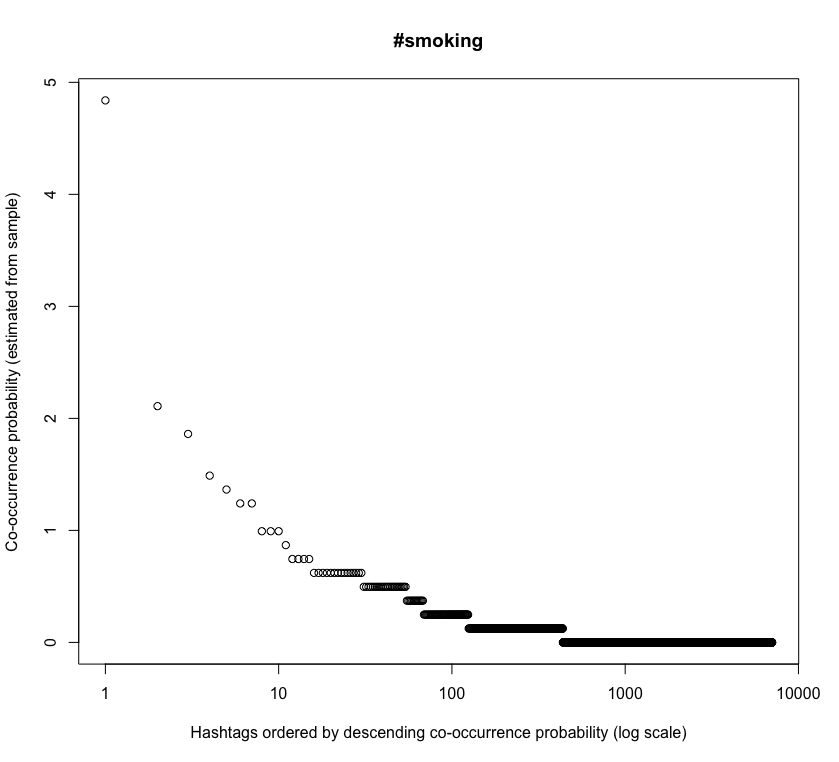 #smoking
Co-occurrence probability (estimated from sample)
5
4
3
2
1
0
1 10 100 1000 10000
Hashtags ordered by descending co-occurrence probability (log scale)